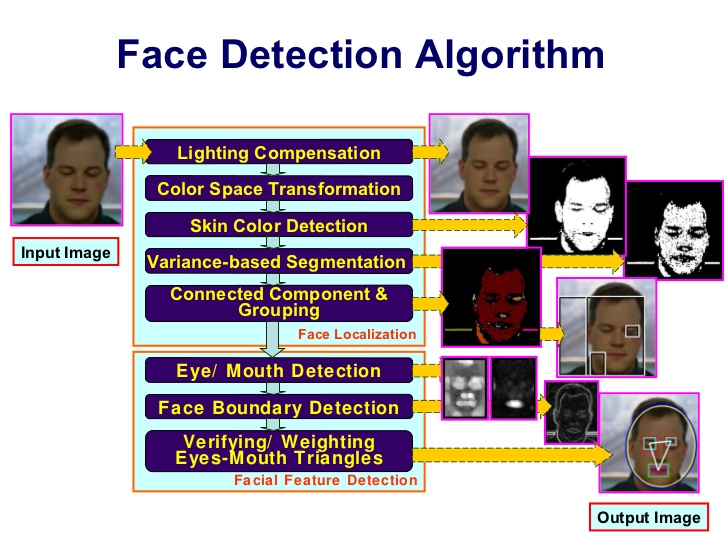 Face Detection Algorithm
Lighting Compensation
Color Space Transformation
Skin Color Detection
Input Image
Variance-based Segmentation
Connected Component &
Grouping
Face Localization
Eye/ Mouth Detection
Face Boundary Detection
Verifying/ Weighting
Eyes-Mouth Triangles
Facial Feature Detection
Output Image